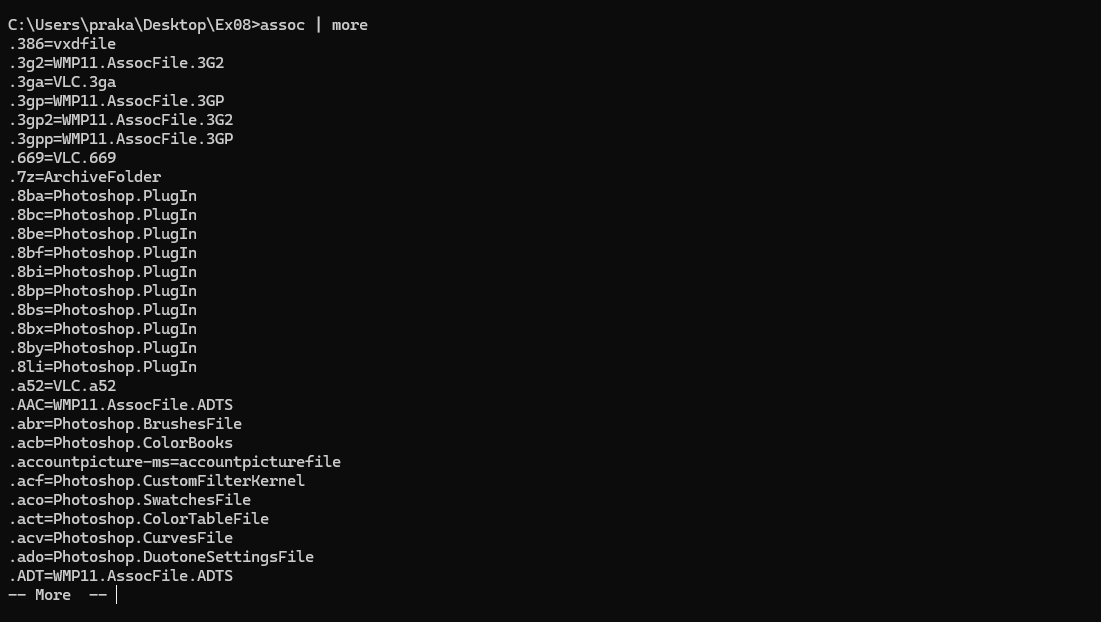 C:\Users\praka\Desktop\Ex08>assoc | more
.386=vxdfile
.3g2=WMP11.AssocFile.3G2
.3ga=VLC.3ga
.3gp=WMP11.AssocFile.3GP
.3gp2=WMP11.AssocFile.3G2
.3gpp=WMP11.AssocFile.3GP
.669=VLC.669
.7z=ArchiveFolder
.8ba=Photoshop.PlugIn
.8bc=Photoshop.PlugIn
.8be=Photoshop.PlugIn
.8bf=Photoshop.PlugIn
.8bi=Photoshop.PlugIn
.8bp=Photoshop.PlugIn
.8bs=Photoshop.PlugIn
.8bx=Photoshop.PlugIn
.8by=Photoshop.PlugIn
.8li=Photoshop.PlugIn
.a52=VLC.a52
.AAC=WMP11.AssocFile.ADTS
.abr=Photoshop.BrushesFile
.acb=Photoshop.ColorBooks
.accountpicture-ms=accountpicturefile
.acf=Photoshop.CustomFilterKernel
.aco=Photoshop.SwatchesFile
.act=Photoshop.ColorTableFile
.acv=Photoshop.CurvesFile
.ado=Photoshop.DuotoneSettingsFile
.ADT=WMP11.AssocFile.ADTS
-- More  --